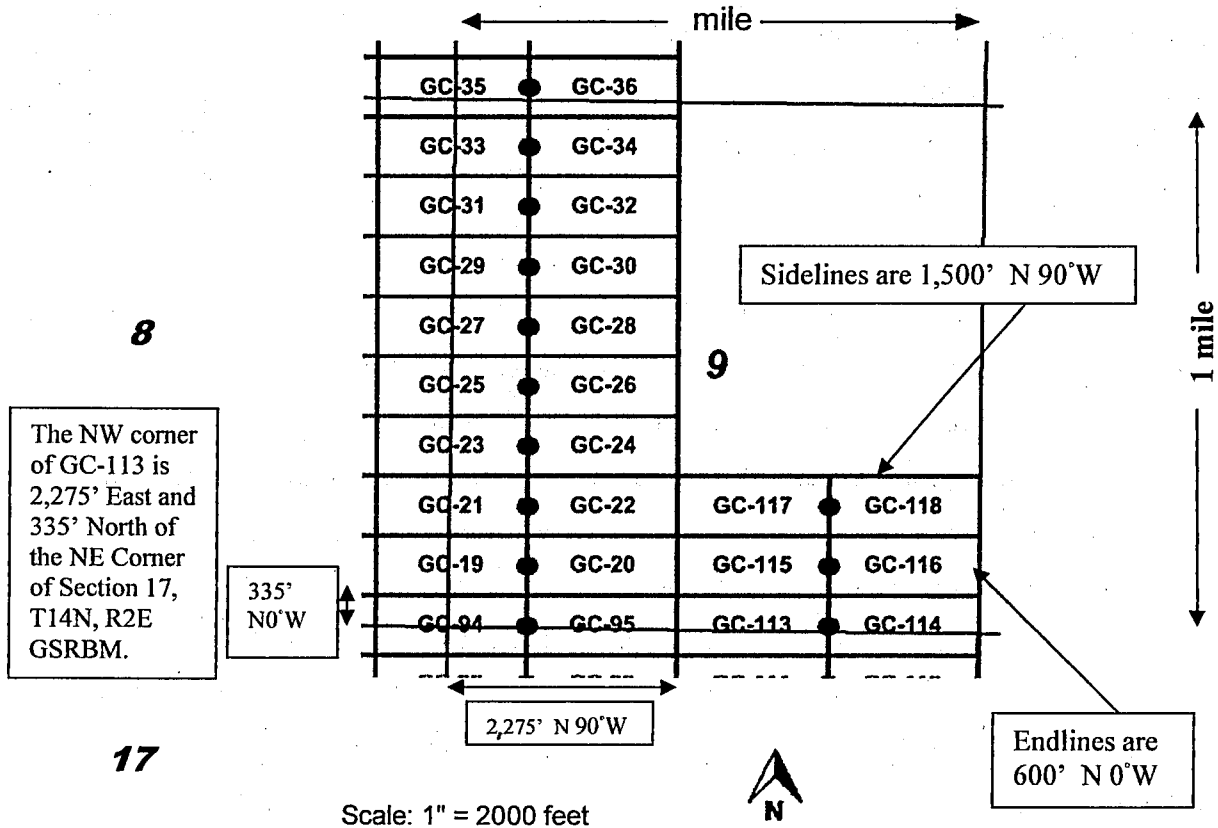 mile
GC-35 GC-36
GC-33 GC-34
GC-31 GC-32
GC-29 GC-30
Sidelines are 1,500' N 90°W
1 mile
8
GC-27 GC-28
9
GC-25 GC-26
GC-23 GC-24
The NW corner
of GC-113 is
2,275' East and
335' North of
the NE Corner
of Section 17,
T14N, R2E
GSRBM.
GC-21 GC-22 GC-117 GC-118
GC-19 GC-20 GC-115 GC-116
335'
N0°W
GC-94 GC-95 GC-113 GC-114
2,275' N 90°W
Endlines are
600' N 0°W
17
Scale: 1" = 2000 feet
N